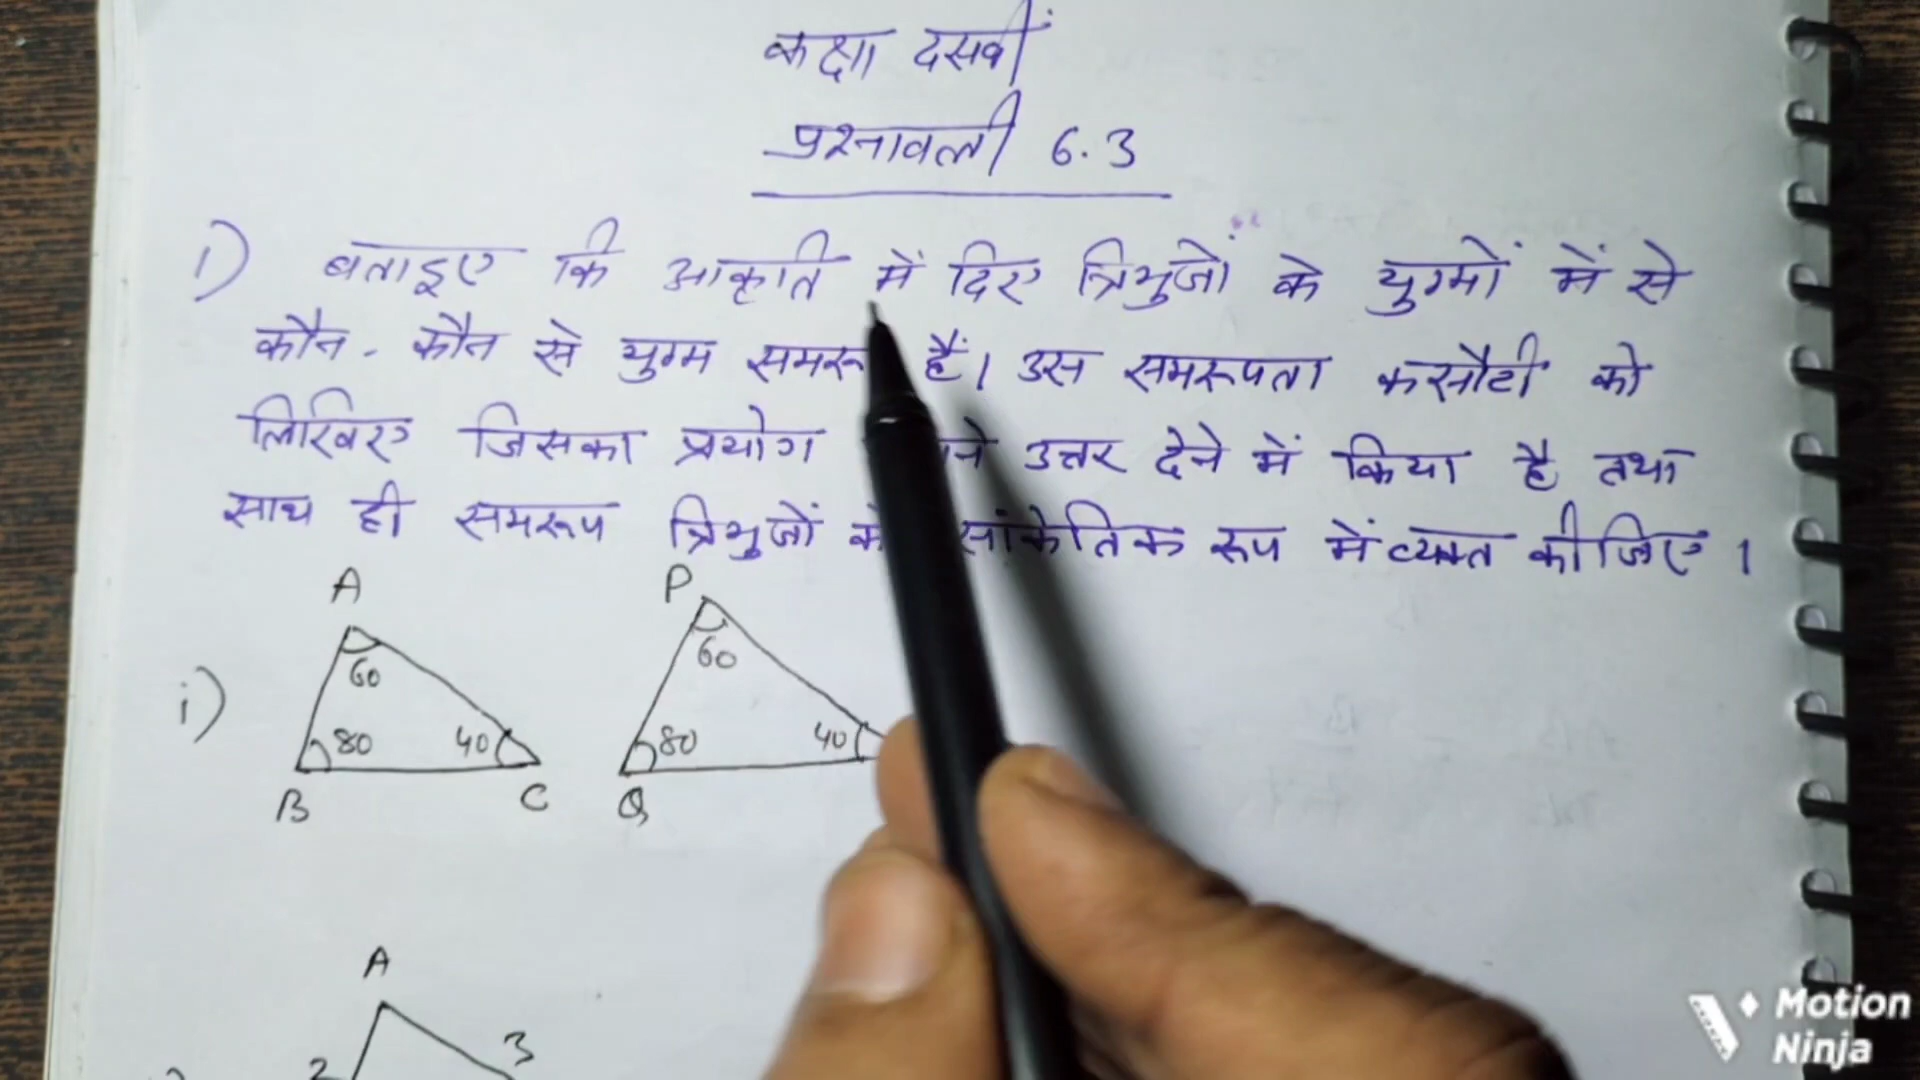 कक्षा दसवीं
प्रश्नावली 6.3
1) बताइए कि आकृति में दिए त्रिभुजों के युग्मों में से
कौन - कौन से युग्म हैं। उस समरूपता कसौटी को
लिखिए जिसका प्रयोग उत्तर देने में किया है तथा
साथ ही समरूप त्रिभुजों सांकेतिक रूप में व्यक्त कीजिए।
A P
i) 60 60
80 40 80 40
B C Q
A
2 3
Motion
Ninja